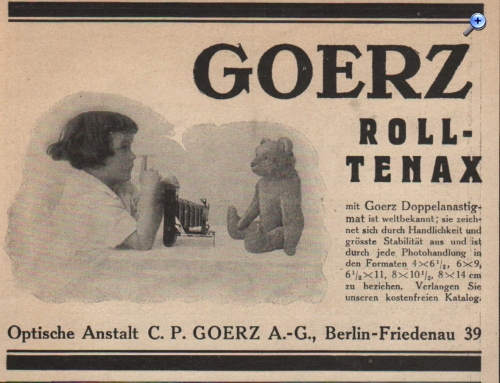 GOERZ
ROLL-
TENAX
mit Goerz Doppelanastig-
mat ist weltbekannt; sie zeich-
net sich durch Handlichkeit und
grösste Stabilität aus und ist
durch jede Photohandlung in
den Formaten 4×6½, 6×9,
6½×11, 8×10½, 8×14 cm
zu beziehen. Verlangen Sie
unseren kostenfreien Katalog.
Optische Anstalt C. P. GOERZ A.-G., Berlin-Friedenau 39